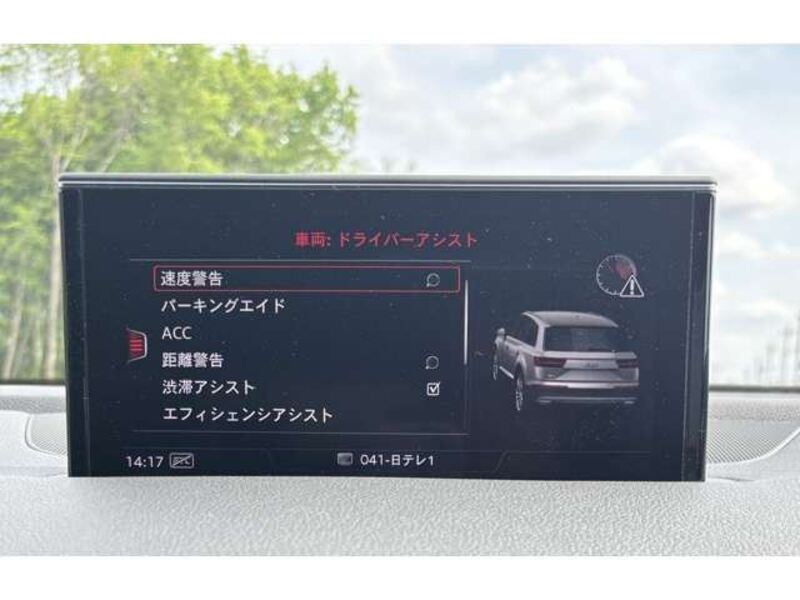 車両: ドライバーアシスト
速度警告
パーキングエイド
ACC
距離警告
渋滞アシスト
エフィシェンシアシスト
14:17 ETC 041-日テレ1